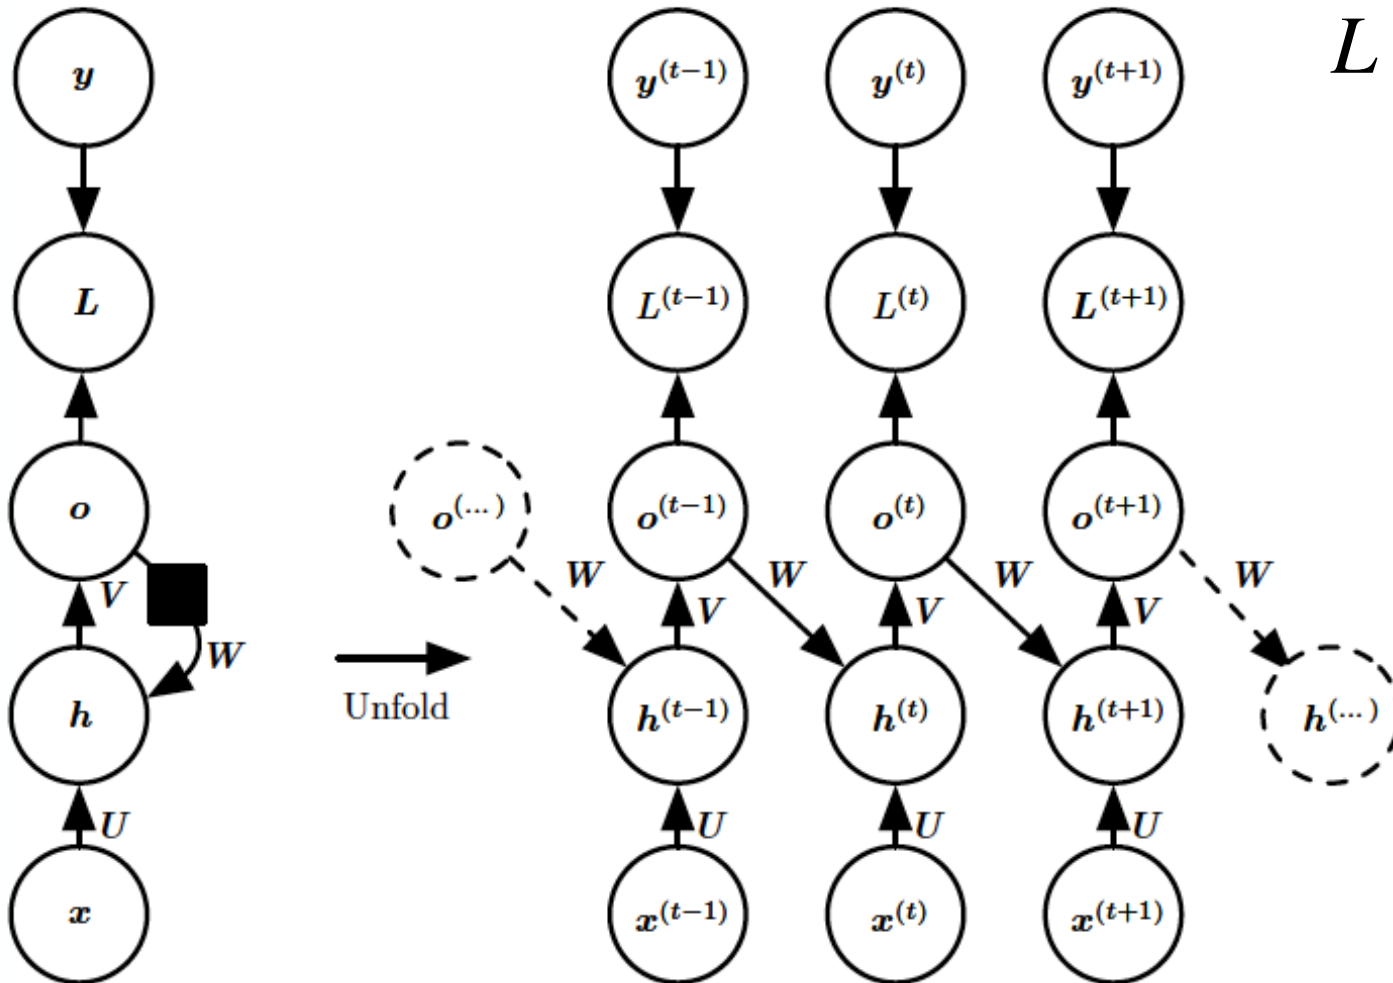 y y^(t−1) y^(t) y^(t+1) L
L L^(t−1) L^(t) L^(t+1)
o o^(...) o^(t−1) o^(t) o^(t+1)
W W W W
V V V V
W
h h^(t−1) h^(t) h^(t+1) h^(...)
Unfold
U U U U
x x^(t−1) x^(t) x^(t+1)